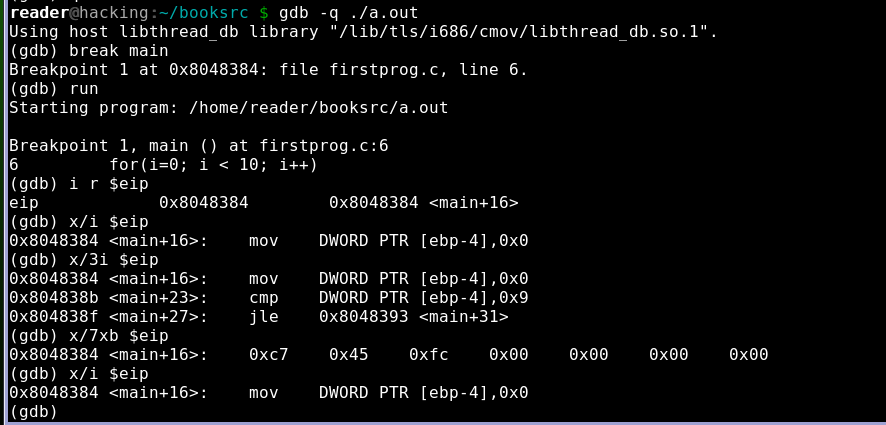 reader@hacking:~/booksrc $ gdb -q ./a.out
Using host libthread_db library "/lib/tls/i686/cmov/libthread_db.so.1".
(gdb) break main
Breakpoint 1 at 0x8048384: file firstprog.c, line 6.
(gdb) run
Starting program: /home/reader/booksrc/a.out
Breakpoint 1, main () at firstprog.c:6
6         for(i=0; i < 10; i++)
(gdb) i r $eip
eip            0x8048384        0x8048384 <main+16>
(gdb) x/i $eip
0x8048384 <main+16>:    mov    DWORD PTR [ebp-4],0x0
(gdb) x/3i $eip
0x8048384 <main+16>:    mov    DWORD PTR [ebp-4],0x0
0x804838b <main+23>:    cmp    DWORD PTR [ebp-4],0x9
0x804838f <main+27>:    jle    0x8048393 <main+31>
(gdb) x/7xb $eip
0x8048384 <main+16>:    0xc7    0x45    0xfc    0x00    0x00    0x00    0x00
(gdb) x/i $eip
0x8048384 <main+16>:    mov    DWORD PTR [ebp-4],0x0
(gdb)